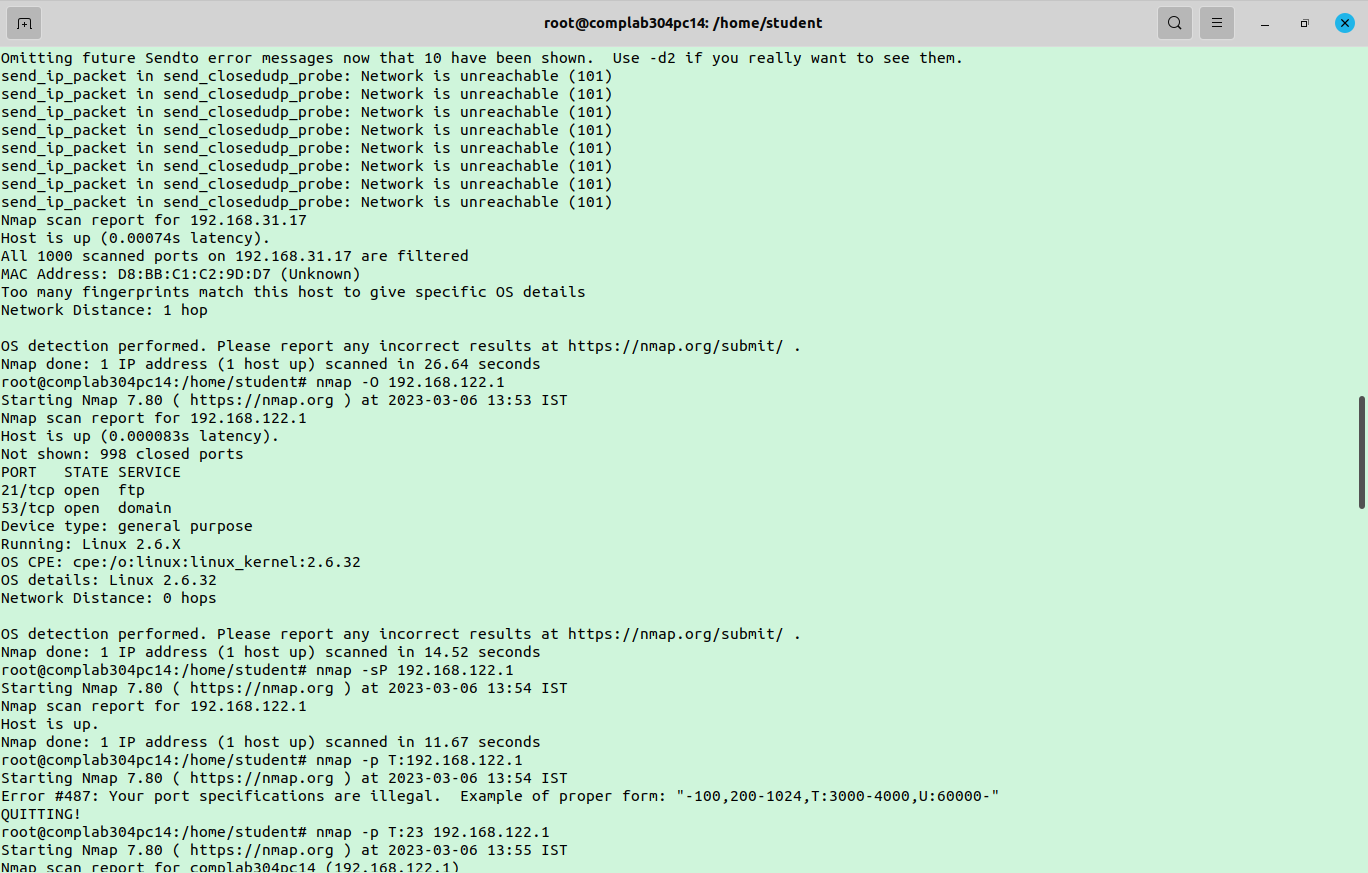 root@complab304pc14: /home/student
Omitting future Sendto error messages now that 10 have been shown.  Use -d2 if you really want to see them.
send_ip_packet in send_closedudp_probe: Network is unreachable (101)
send_ip_packet in send_closedudp_probe: Network is unreachable (101)
send_ip_packet in send_closedudp_probe: Network is unreachable (101)
send_ip_packet in send_closedudp_probe: Network is unreachable (101)
send_ip_packet in send_closedudp_probe: Network is unreachable (101)
send_ip_packet in send_closedudp_probe: Network is unreachable (101)
send_ip_packet in send_closedudp_probe: Network is unreachable (101)
send_ip_packet in send_closedudp_probe: Network is unreachable (101)
Nmap scan report for 192.168.31.17
Host is up (0.00074s latency).
All 1000 scanned ports on 192.168.31.17 are filtered
MAC Address: D8:BB:C1:C2:9D:D7 (Unknown)
Too many fingerprints match this host to give specific OS details
Network Distance: 1 hop

OS detection performed. Please report any incorrect results at https://nmap.org/submit/ .
Nmap done: 1 IP address (1 host up) scanned in 26.64 seconds
root@complab304pc14:/home/student# nmap -O 192.168.122.1
Starting Nmap 7.80 ( https://nmap.org ) at 2023-03-06 13:53 IST
Nmap scan report for 192.168.122.1
Host is up (0.000083s latency).
Not shown: 998 closed ports
PORT   STATE SERVICE
21/tcp open  ftp
53/tcp open  domain
Device type: general purpose
Running: Linux 2.6.X
OS CPE: cpe:/o:linux:linux_kernel:2.6.32
OS details: Linux 2.6.32
Network Distance: 0 hops

OS detection performed. Please report any incorrect results at https://nmap.org/submit/ .
Nmap done: 1 IP address (1 host up) scanned in 14.52 seconds
root@complab304pc14:/home/student# nmap -sP 192.168.122.1
Starting Nmap 7.80 ( https://nmap.org ) at 2023-03-06 13:54 IST
Nmap scan report for 192.168.122.1
Host is up.
Nmap done: 1 IP address (1 host up) scanned in 11.67 seconds
root@complab304pc14:/home/student# nmap -p T:192.168.122.1
Starting Nmap 7.80 ( https://nmap.org ) at 2023-03-06 13:54 IST
Error #487: Your port specifications are illegal.  Example of proper form: "-100,200-1024,T:3000-4000,U:60000-"
QUITTING!
root@complab304pc14:/home/student# nmap -p T:23 192.168.122.1
Starting Nmap 7.80 ( https://nmap.org ) at 2023-03-06 13:55 IST
Nmap scan report for complab304pc14 (192.168.122.1)